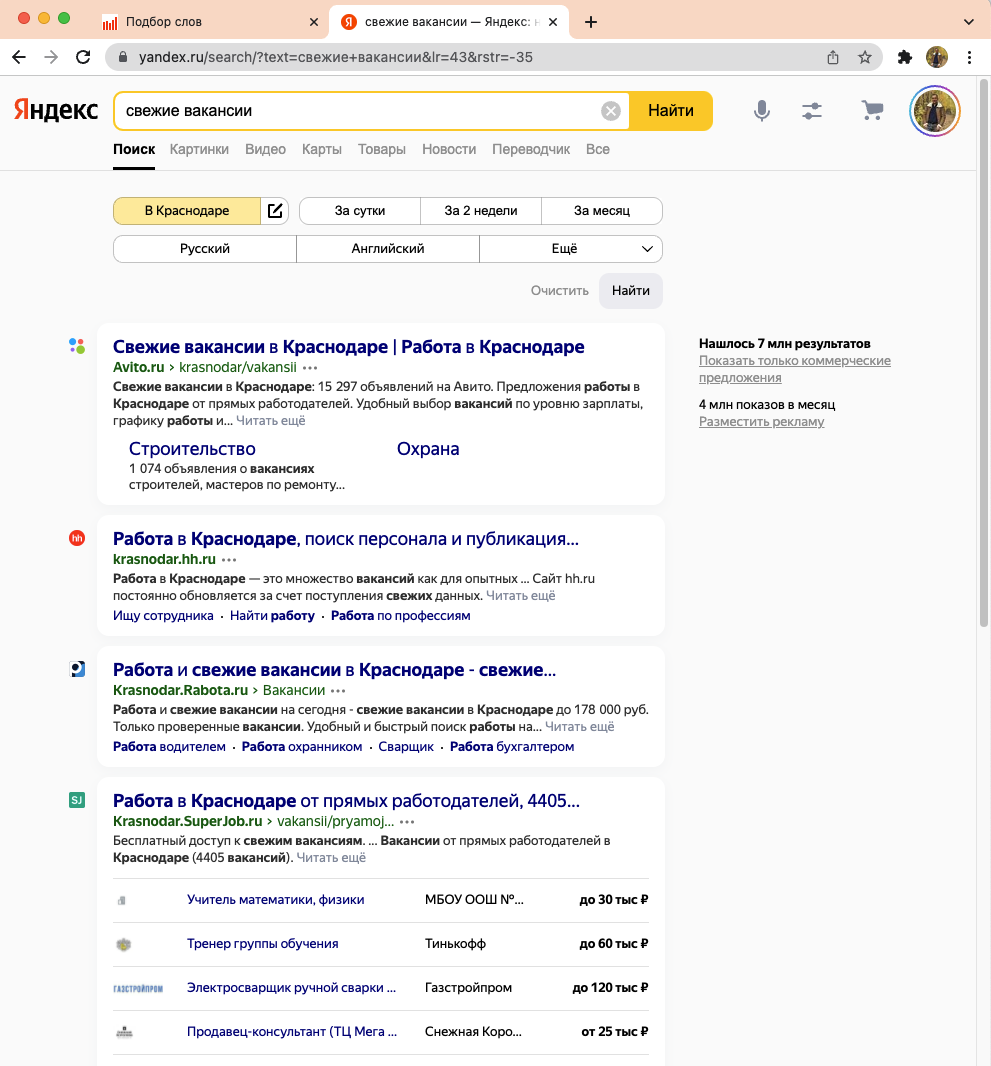 Подбор слов
свежие вакансии — Яндекс: н
yandex.ru/search/?text=свежие+вакансии&lr=43&rstr=-35
Яндекс
свежие вакансии
Найти
Поиск Картинки Видео Карты Товары Новости Переводчик Все
В Краснодаре За сутки За 2 недели За месяц
Русский Английский Ещё
Очистить Найти
Свежие вакансии в Краснодаре | Работа в Краснодаре
Avito.ru › krasnodar/vakansii
Свежие вакансии в Краснодаре: 15 297 объявлений на Авито. Предложения работы в
Краснодаре от прямых работодателей. Удобный выбор вакансий по уровню зарплаты,
графику работы и... Читать ещё
Строительство Охрана
1 074 объявления о вакансиях
строителей, мастеров по ремонту...
Нашлось 7 млн результатов
Показать только коммерческие
предложения
4 млн показов в месяц
Разместить рекламу
hh
Работа в Краснодаре, поиск персонала и публикация...
krasnodar.hh.ru
Работа в Краснодаре — это множество вакансий как для опытных ... Сайт hh.ru
постоянно обновляется за счет поступления свежих данных. Читать ещё
Ищу сотрудника · Найти работу · Работа по профессиям
Работа и свежие вакансии в Краснодаре - свежие...
Krasnodar.Rabota.ru › Вакансии
Работа и свежие вакансии на сегодня - свежие вакансии в Краснодаре до 178 000 руб.
Только проверенные вакансии. Удобный и быстрый поиск работы на... Читать ещё
Работа водителем · Работа охранником · Сварщик · Работа бухгалтером
SJ
Работа в Краснодаре от прямых работодателей, 4405...
Krasnodar.SuperJob.ru › vakansii/pryamoj...
Бесплатный доступ к свежим вакансиям. ... Вакансии от прямых работодателей в
Краснодаре (4405 вакансий). Читать ещё
Учитель математики, физики МБОУ ООШ №... до 30 тыс ₽
Тренер группы обучения Тинькофф до 60 тыс ₽
ГАЗСТРОЙПРОМ Электросварщик ручной сварки ... Газстройпром до 120 тыс ₽
Продавец-консультант (ТЦ Мега ... Снежная Коро... от 25 тыс ₽